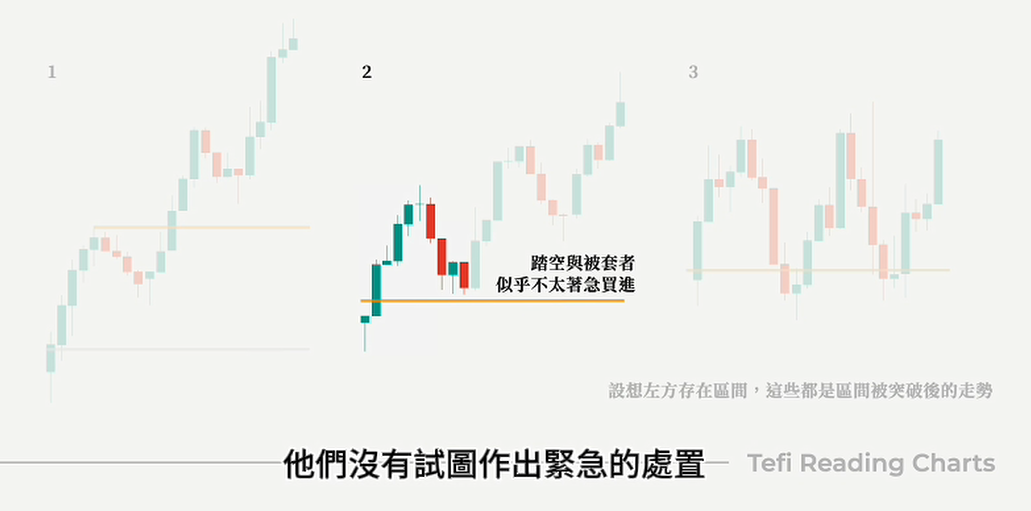 1
2
3
踏空與被套者
似乎不太著急買進
設想左方存在區間，這些都是區間被突破後的走勢
他們沒有試圖作出緊急的處置
Tefi Reading Charts